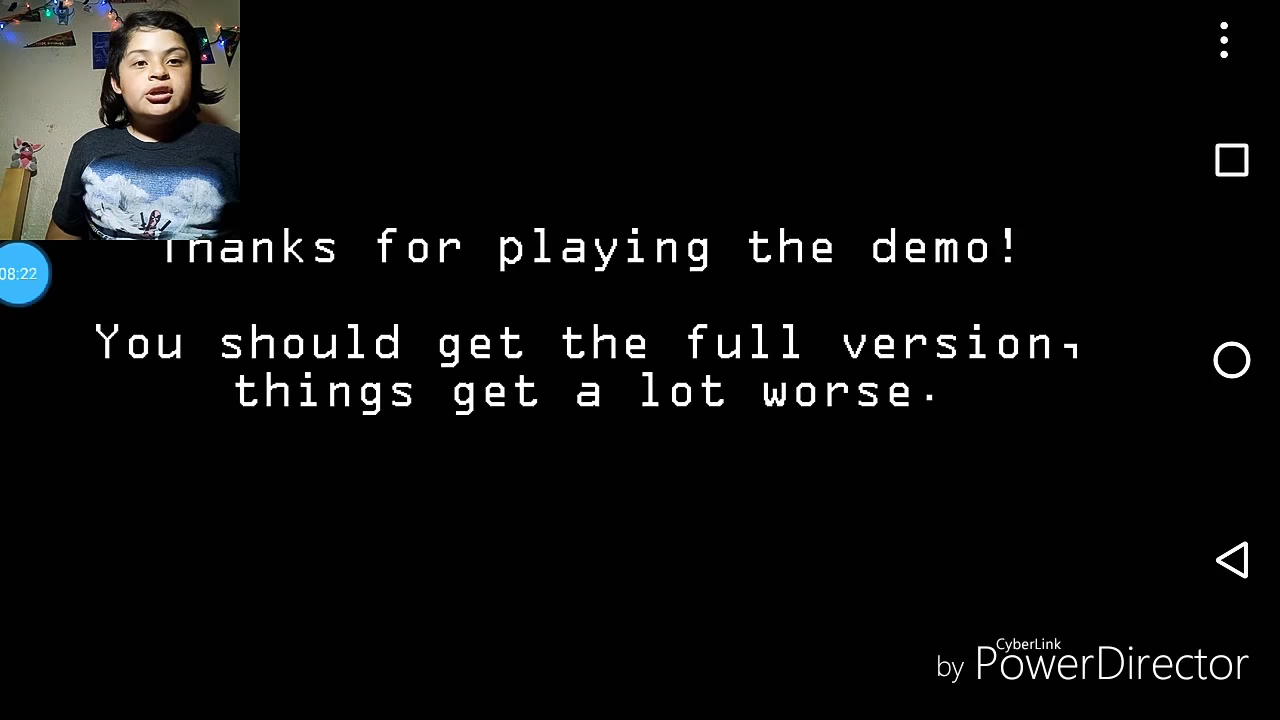 08:22
Thanks for playing the demo!
You should get the full version,
things get a lot worse.
CyberLink
by PowerDirector